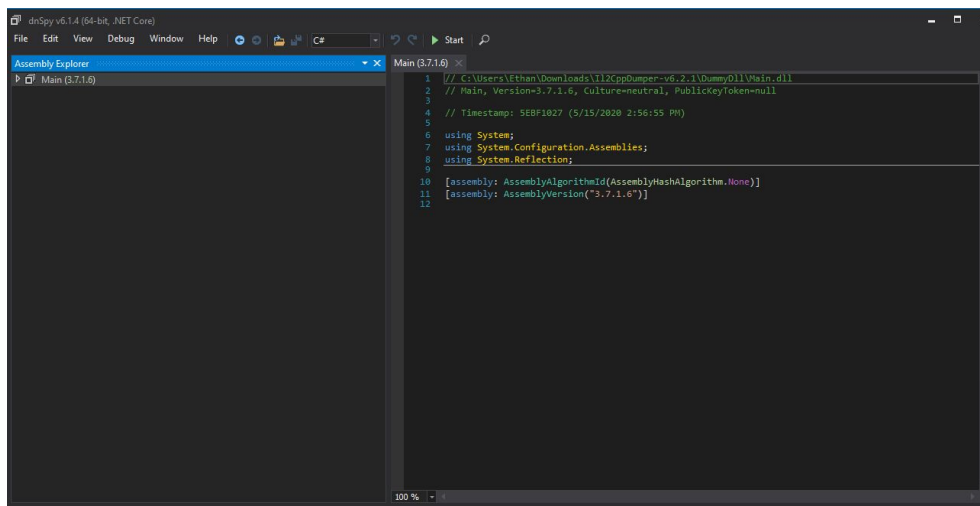 dnSpy v6.1.4 (64-bit, .NET Core)
File Edit View Debug Window Help C# Start
Assembly Explorer
Main (3.7.1.6)
Main (3.7.1.6)
1 // C:\Users\Ethan\Downloads\Il2CppDumper-v6.2.1\DummyDll\Main.dll
2 // Main, Version=3.7.1.6, Culture=neutral, PublicKeyToken=null
3
4 // Timestamp: 5EBF1027 (5/15/2020 2:56:55 PM)
5
6 using System;
7 using System.Configuration.Assemblies;
8 using System.Reflection;
9
10 [assembly: AssemblyAlgorithmId(AssemblyHashAlgorithm.None)]
11 [assembly: AssemblyVersion("3.7.1.6")]
12
100 %